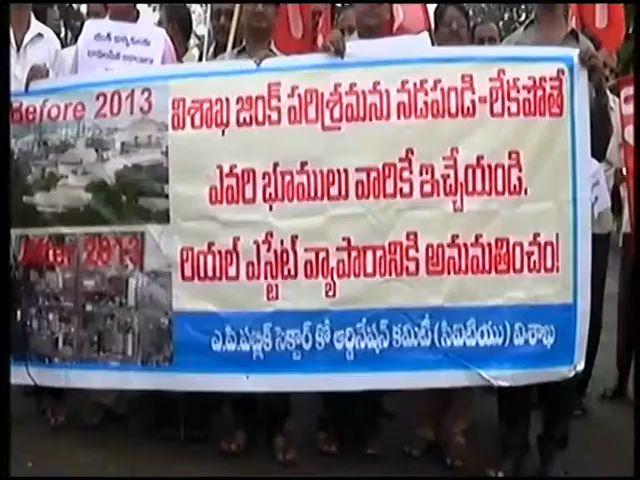 Before 2013
విశాఖ జింక్ పరిశ్రమను నడపండి-లేకపోతే
ఎవరి భూములు వారికే ఇచ్చేయండి.
After 2013
రియల్ ఎస్టేట్ వ్యాపారానికి అనుమతించం!
ఎ.పి.పబ్లిక్ సెక్టార్ కో ఆర్డినేషన్ కమిటీ (సిఐటియు) విశాఖ